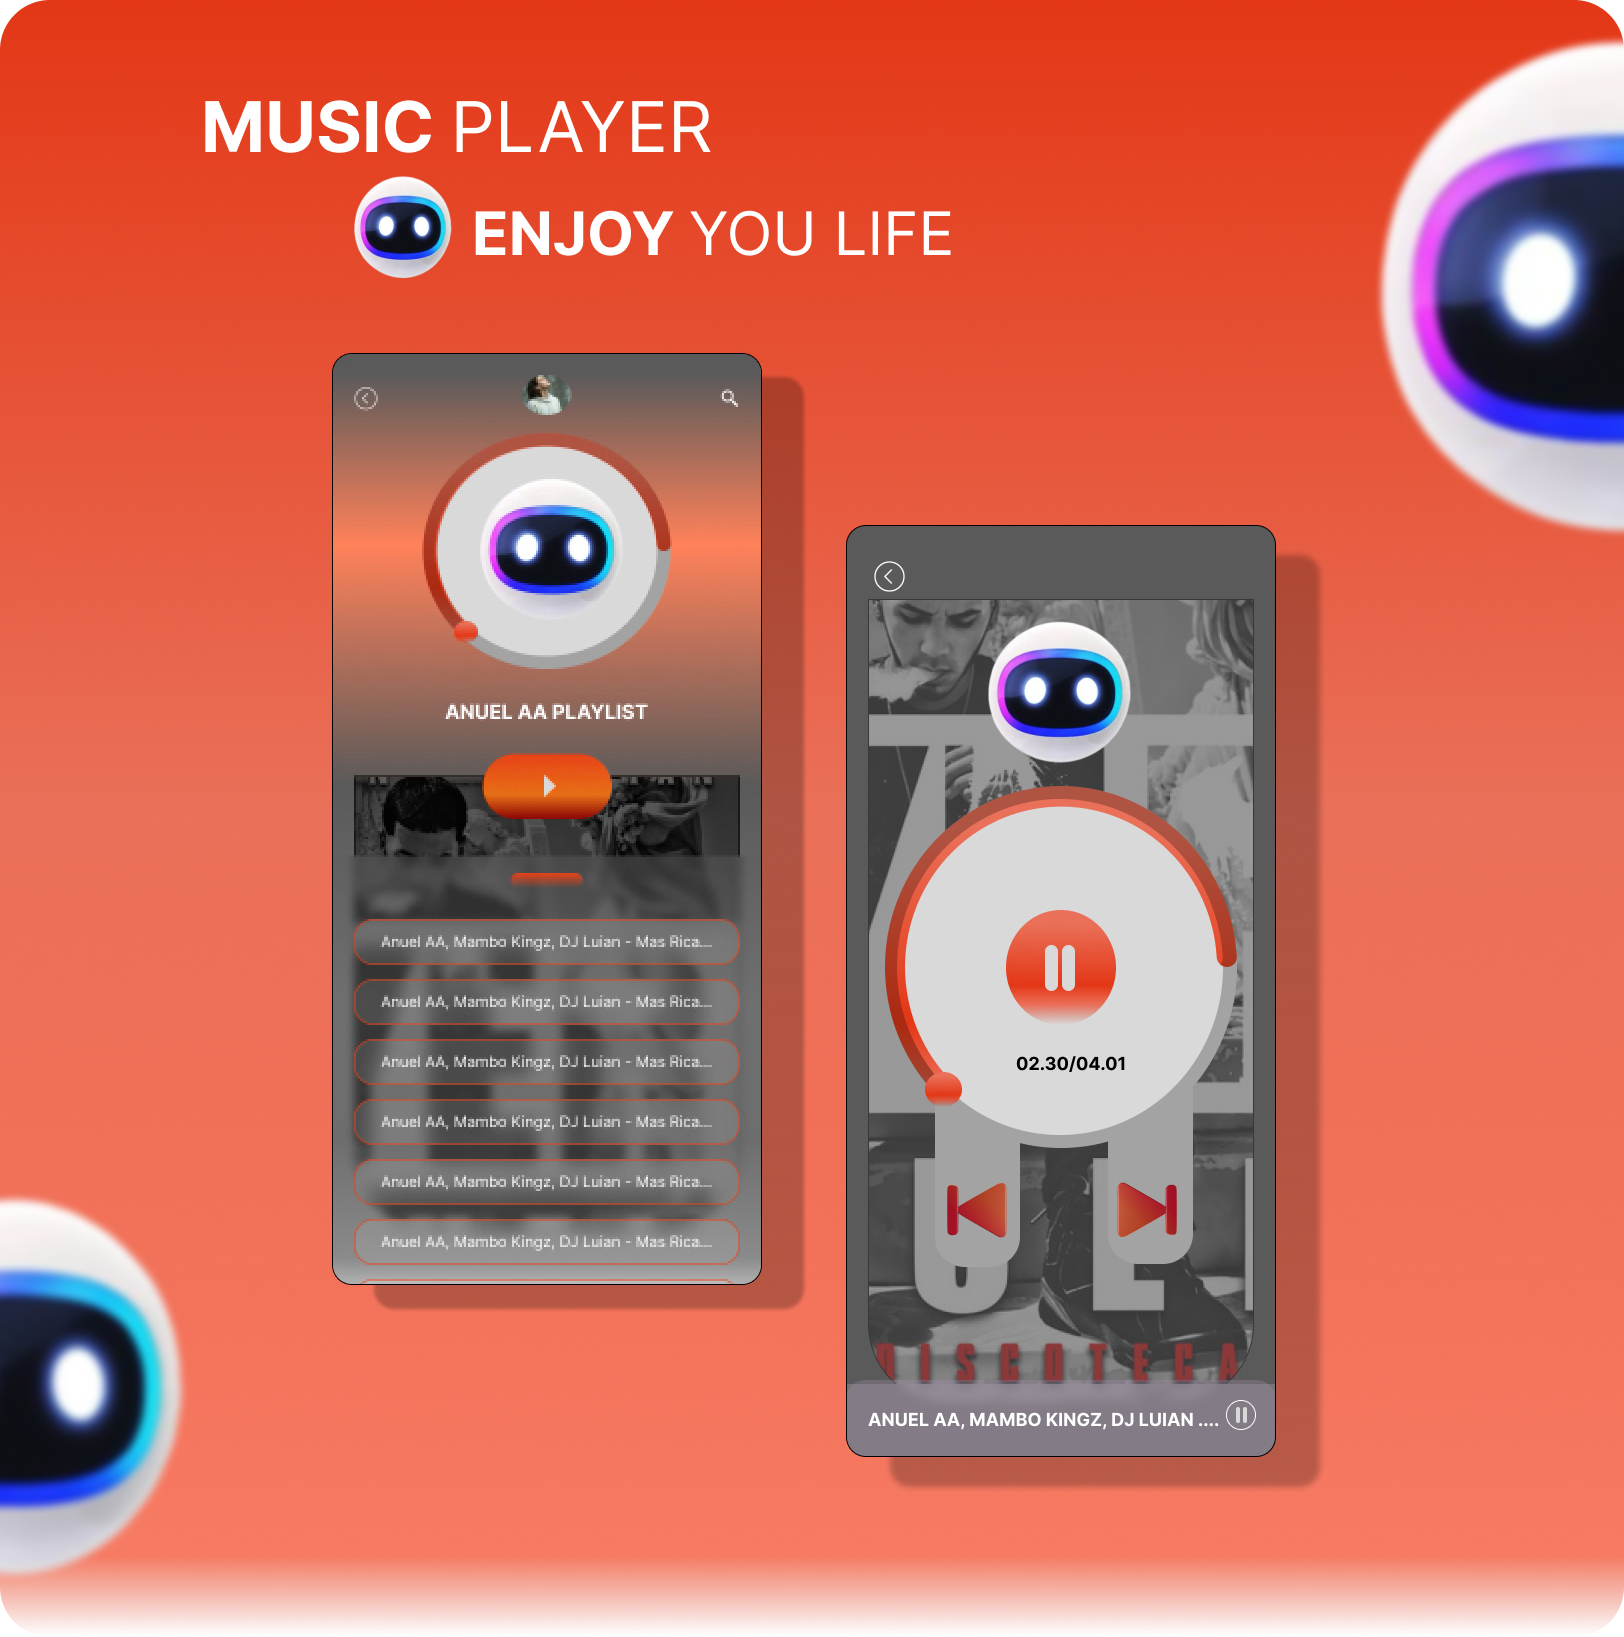 MUSIC PLAYER
ENJOY YOU LIFE
ANUEL AA PLAYLIST
Anuel AA, Mambo Kingz, DJ Luian - Mas Rica...
Anuel AA, Mambo Kingz, DJ Luian - Mas Rica...
Anuel AA, Mambo Kingz, DJ Luian - Mas Rica...
Anuel AA, Mambo Kingz, DJ Luian - Mas Rica...
Anuel AA, Mambo Kingz, DJ Luian - Mas Rica...
Anuel AA, Mambo Kingz, DJ Luian - Mas Rica...
02.30/04.01
DISCOTECA
ANUEL AA, MAMBO KINGZ, DJ LUIAN ....